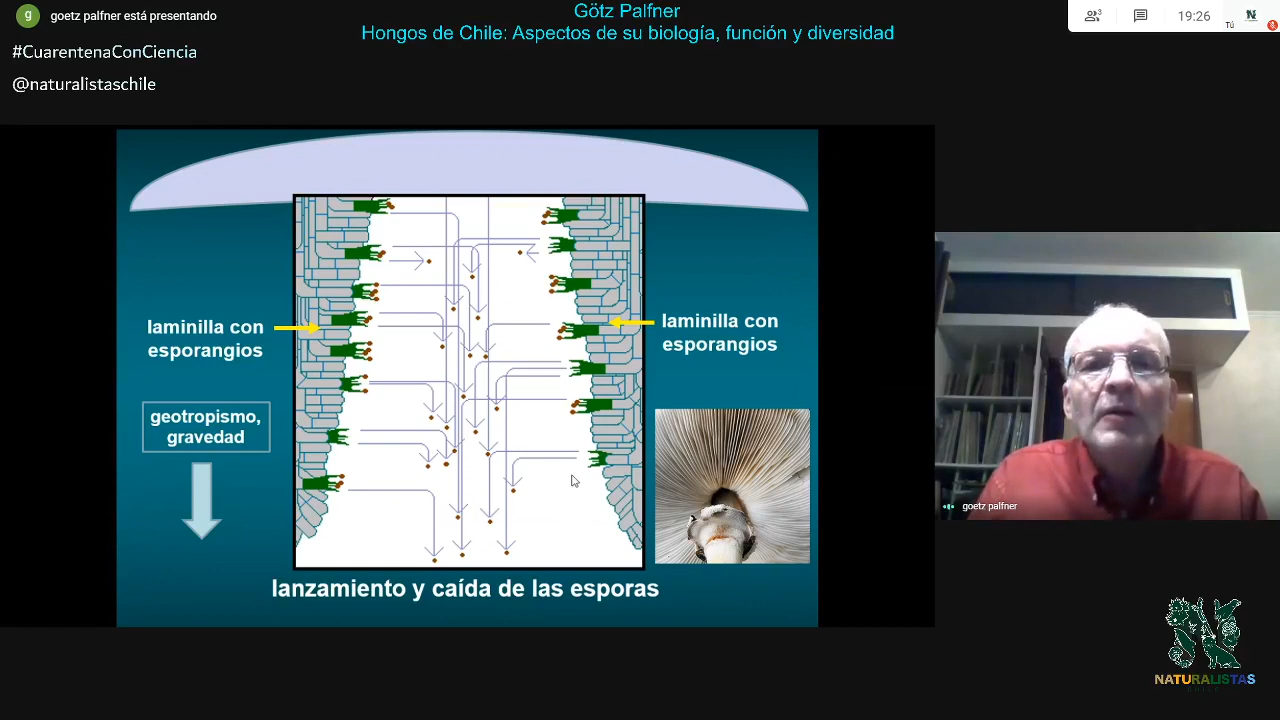 g
goetz palfner está presentando
#CuarentenaConCiencia
@naturalistaschile
Götz Palfner
Hongos de Chile: Aspectos de su biología, función y diversidad
3
19:26
Tú
laminilla con
esporangios
laminilla con
esporangios
geotropismo,
gravedad
lanzamiento y caída de las esporas
goetz palfner
NATURALISTAS